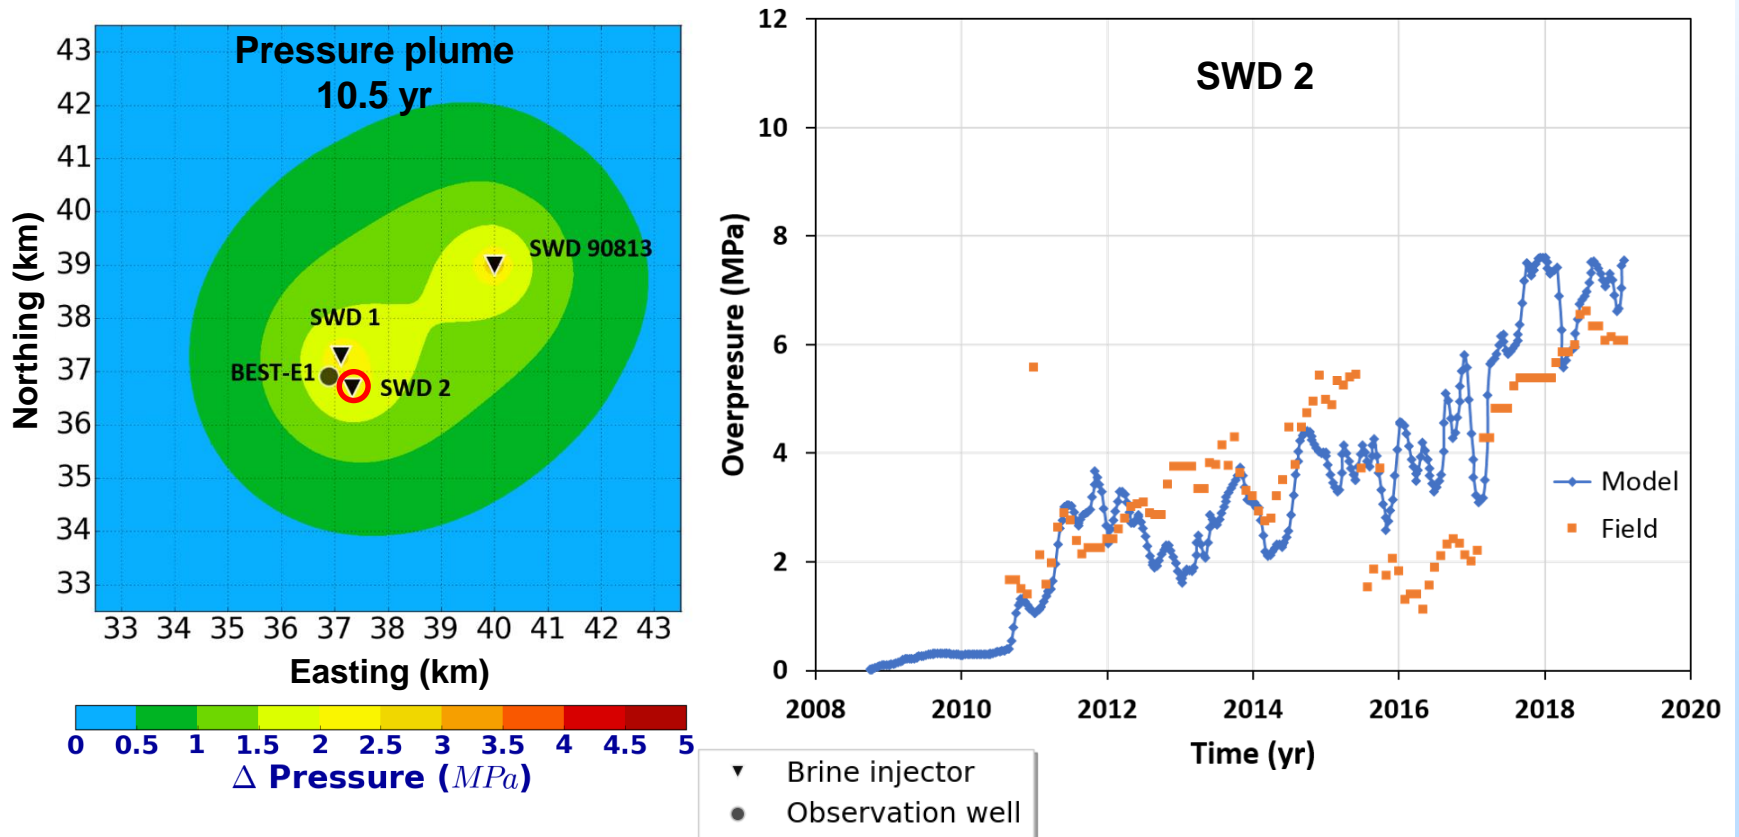 Pressure plume
10.5 yr
43
42
41
40
39
38
37
36
35
34
33
Northing (km)
SWD 90813
SWD 1
BEST-E1
SWD 2
33 34 35 36 37 38 39 40 41 42 43
Easting (km)
0 0.5 1 1.5 2 2.5 3 3.5 4 4.5 5
Δ Pressure (MPa)
SWD 2
12
10
8
6
4
2
0
Overpresure (MPa)
Model
Field
2008 2010 2012 2014 2016 2018 2020
Time (yr)
Brine injector
Observation well